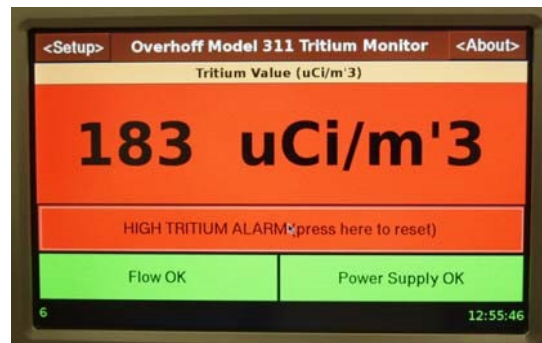 <Setup> Overhoff Model 311 Tritium Monitor <About>
Tritium Value (uCi/m'3)
183 uCi/m'3
HIGH TRITIUM ALARM (press here to reset)
Flow OK Power Supply OK
6 12:55:46